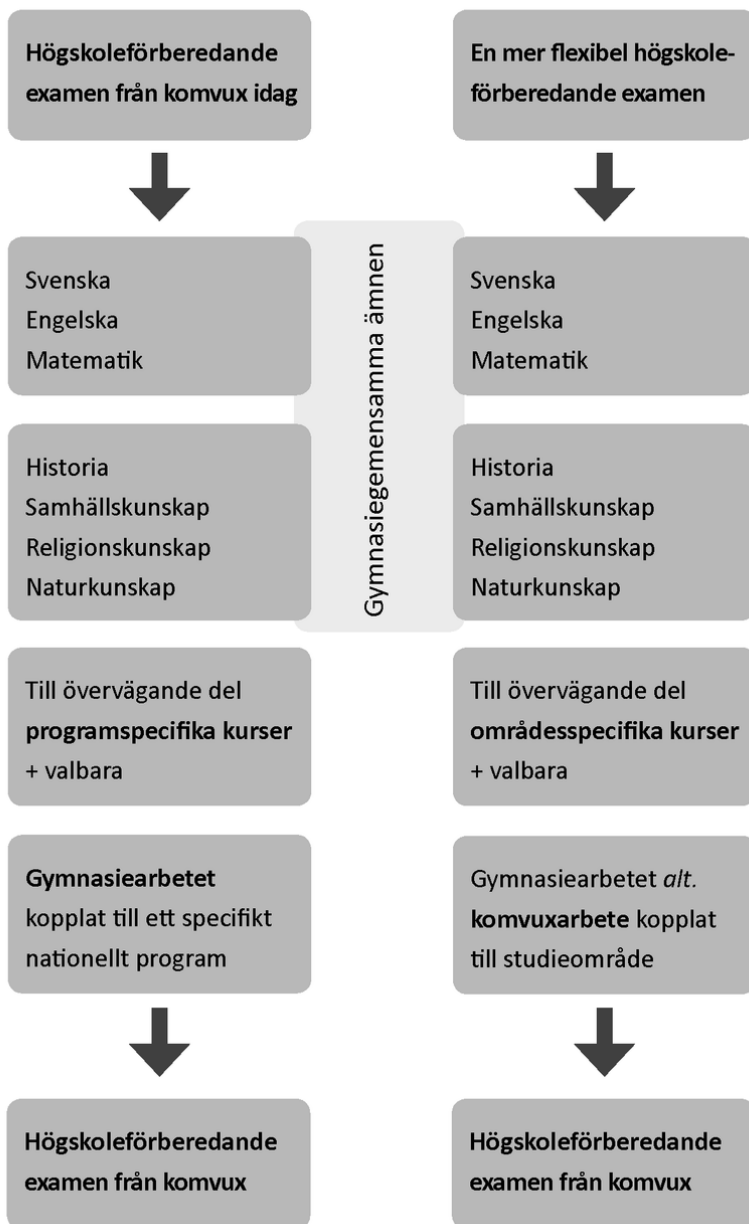 Högskoleförberedande
examen från komvux idag
En mer flexibel högskole-
förberedande examen
Svenska
Engelska
Matematik
Gymnasiegemensamma ämnen
Svenska
Engelska
Matematik
Historia
Samhällskunskap
Religionskunskap
Naturkunskap
Historia
Samhällskunskap
Religionskunskap
Naturkunskap
Till övervägande del
programspecifika kurser
+ valbara
Till övervägande del
områdesspecifika kurser
+ valbara
Gymnasiearbetet
kopplat till ett specifikt
nationellt program
Gymnasiearbetet alt.
komvuxarbete kopplat
till studieområde
Högskoleförberedande
examen från komvux
Högskoleförberedande
examen från komvux